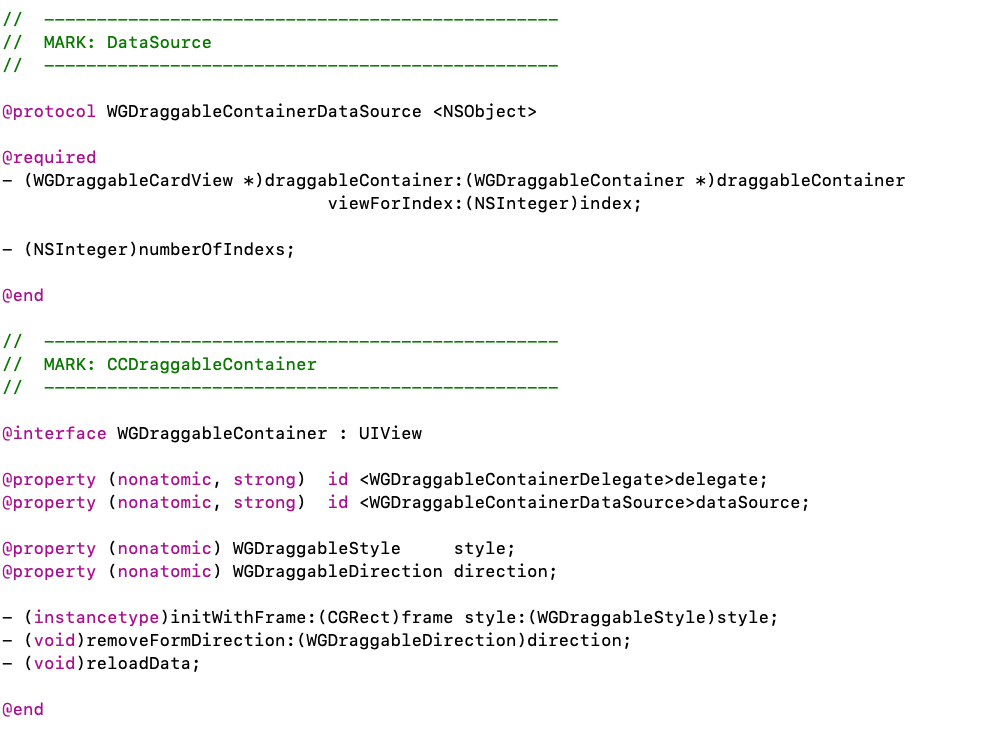 //  -------------------------------------------------
//  MARK: DataSource
//  -------------------------------------------------
@protocol WGDraggableContainerDataSource <NSObject>
@required
- (WGDraggableCardView *)draggableContainer:(WGDraggableContainer *)draggableContainer
                               viewForIndex:(NSInteger)index;
- (NSInteger)numberOfIndexs;
@end
//  -------------------------------------------------
//  MARK: CCDraggableContainer
//  -------------------------------------------------
@interface WGDraggableContainer : UIView
@property (nonatomic, strong)  id <WGDraggableContainerDelegate>delegate;
@property (nonatomic, strong)  id <WGDraggableContainerDataSource>dataSource;
@property (nonatomic) WGDraggableStyle     style;
@property (nonatomic) WGDraggableDirection direction;
- (instancetype)initWithFrame:(CGRect)frame style:(WGDraggableStyle)style;
- (void)removeFormDirection:(WGDraggableDirection)direction;
- (void)reloadData;
@end